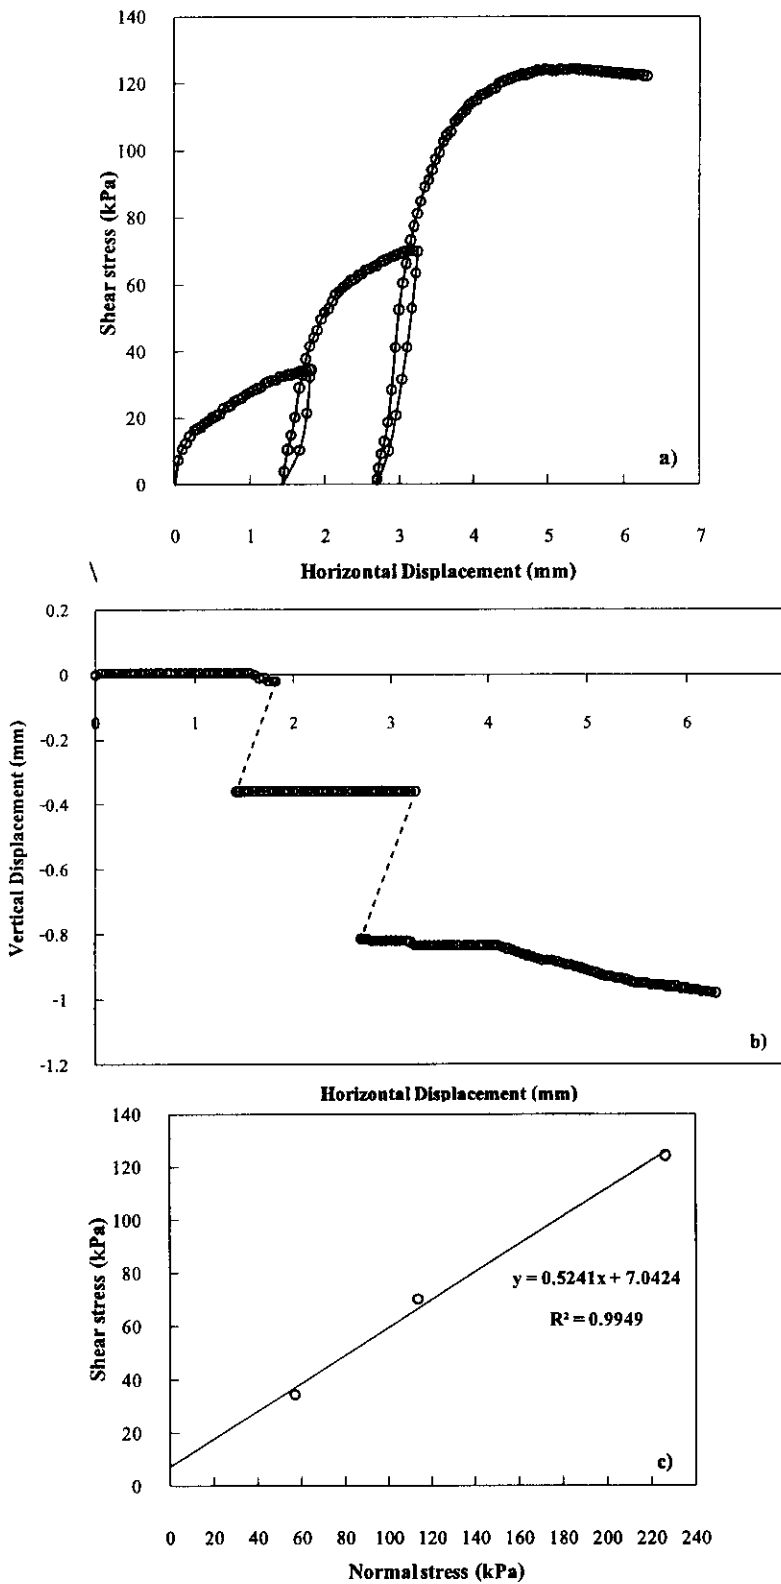 140
120
100
80
60
40
20
0
Shear stress (kPa)
a)
0 1 2 3 4 5 6 7
Horizontal Displacement (mm)
0.2
0
-0.2
-0.4
-0.6
-0.8
-1
-1.2
Vertical Displacement (mm)
0 1 2 3 4 5 6
b)
Horizontal Displacement (mm)
140
120
100
80
60
40
20
0
Shear stress (kPa)
y = 0.5241x + 7.0424
R² = 0.9949
c)
0 20 40 60 80 100 120 140 160 180 200 220 240
Normal stress (kPa)